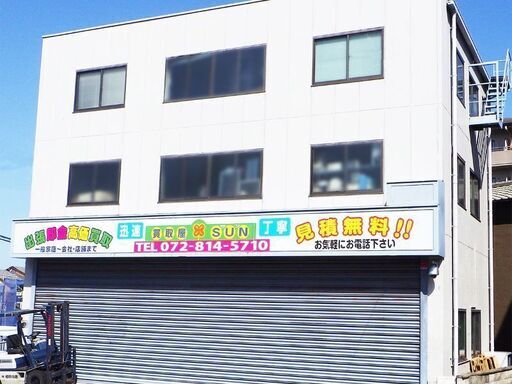 出張即金高価買取
一般家庭～会社・店舗まで
迅速
買取屋 SUN
丁寧
TEL 072-814-5710
見積無料!!
お気軽にお電話下さい